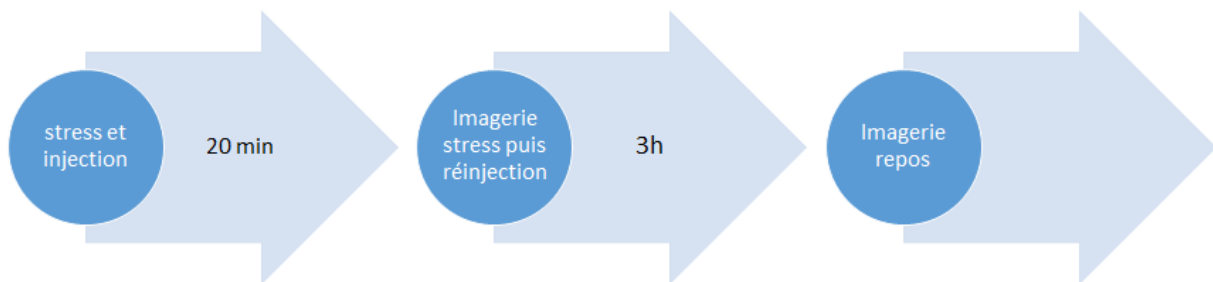 stress et
injection
20 min
Imagerie
stress puis
réinjection
3h
Imagerie
repos